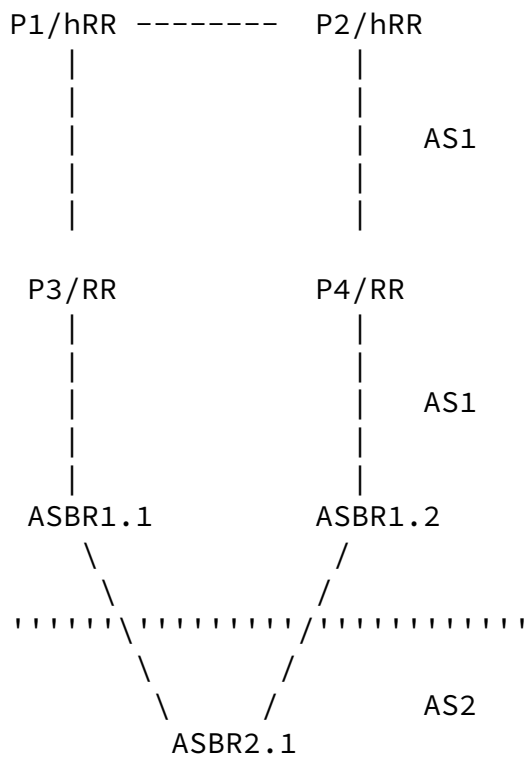 P1/hRR -------- P2/hRR
AS1
P3/RR P4/RR
AS1
ASBR1.1 ASBR1.2
AS2
ASBR2.1